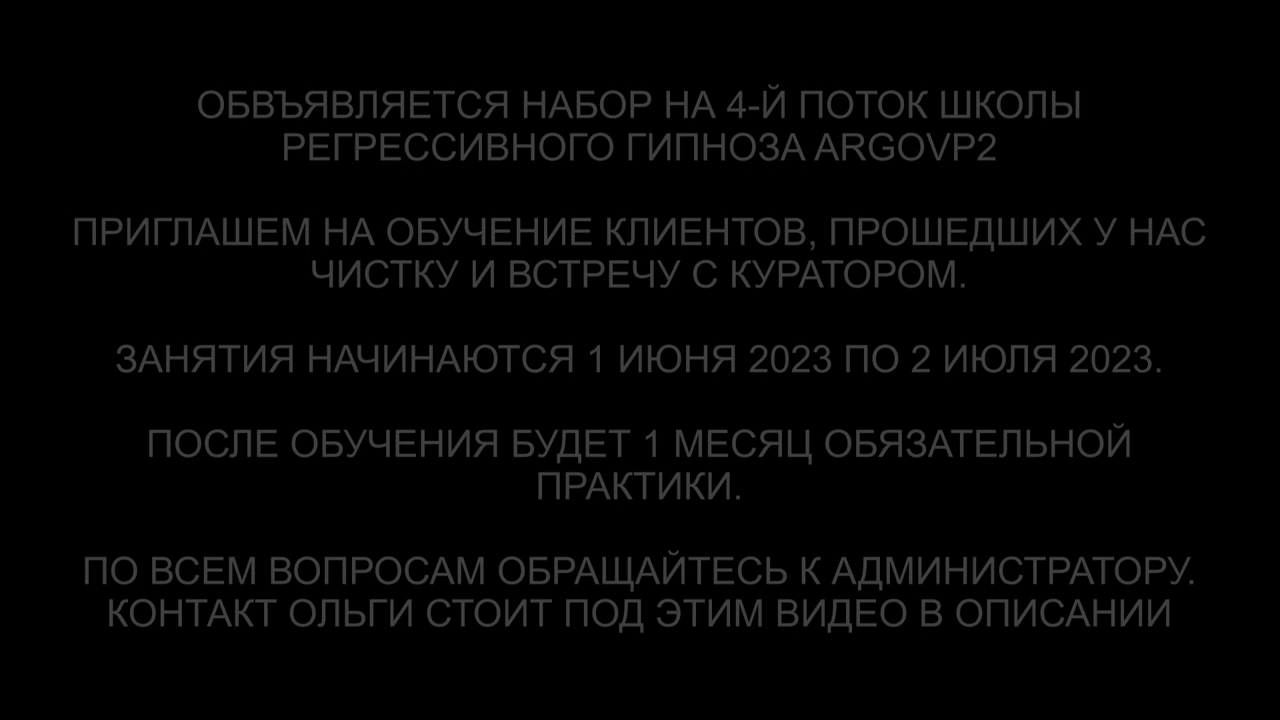 ОБВЪЯВЛЯЕТСЯ НАБОР НА 4-Й ПОТОК ШКОЛЫ
РЕГРЕССИВНОГО ГИПНОЗА ARGOVP2
ПРИГЛАШЕМ НА ОБУЧЕНИЕ КЛИЕНТОВ, ПРОШЕДШИХ У НАС
ЧИСТКУ И ВСТРЕЧУ С КУРАТОРОМ.
ЗАНЯТИЯ НАЧИНАЮТСЯ 1 ИЮНЯ 2023 ПО 2 ИЮЛЯ 2023.
ПОСЛЕ ОБУЧЕНИЯ БУДЕТ 1 МЕСЯЦ ОБЯЗАТЕЛЬНОЙ
ПРАКТИКИ.
ПО ВСЕМ ВОПРОСАМ ОБРАЩАЙТЕСЬ К АДМИНИСТРАТОРУ.
КОНТАКТ ОЛЬГИ СТОИТ ПОД ЭТИМ ВИДЕО В ОПИСАНИИ